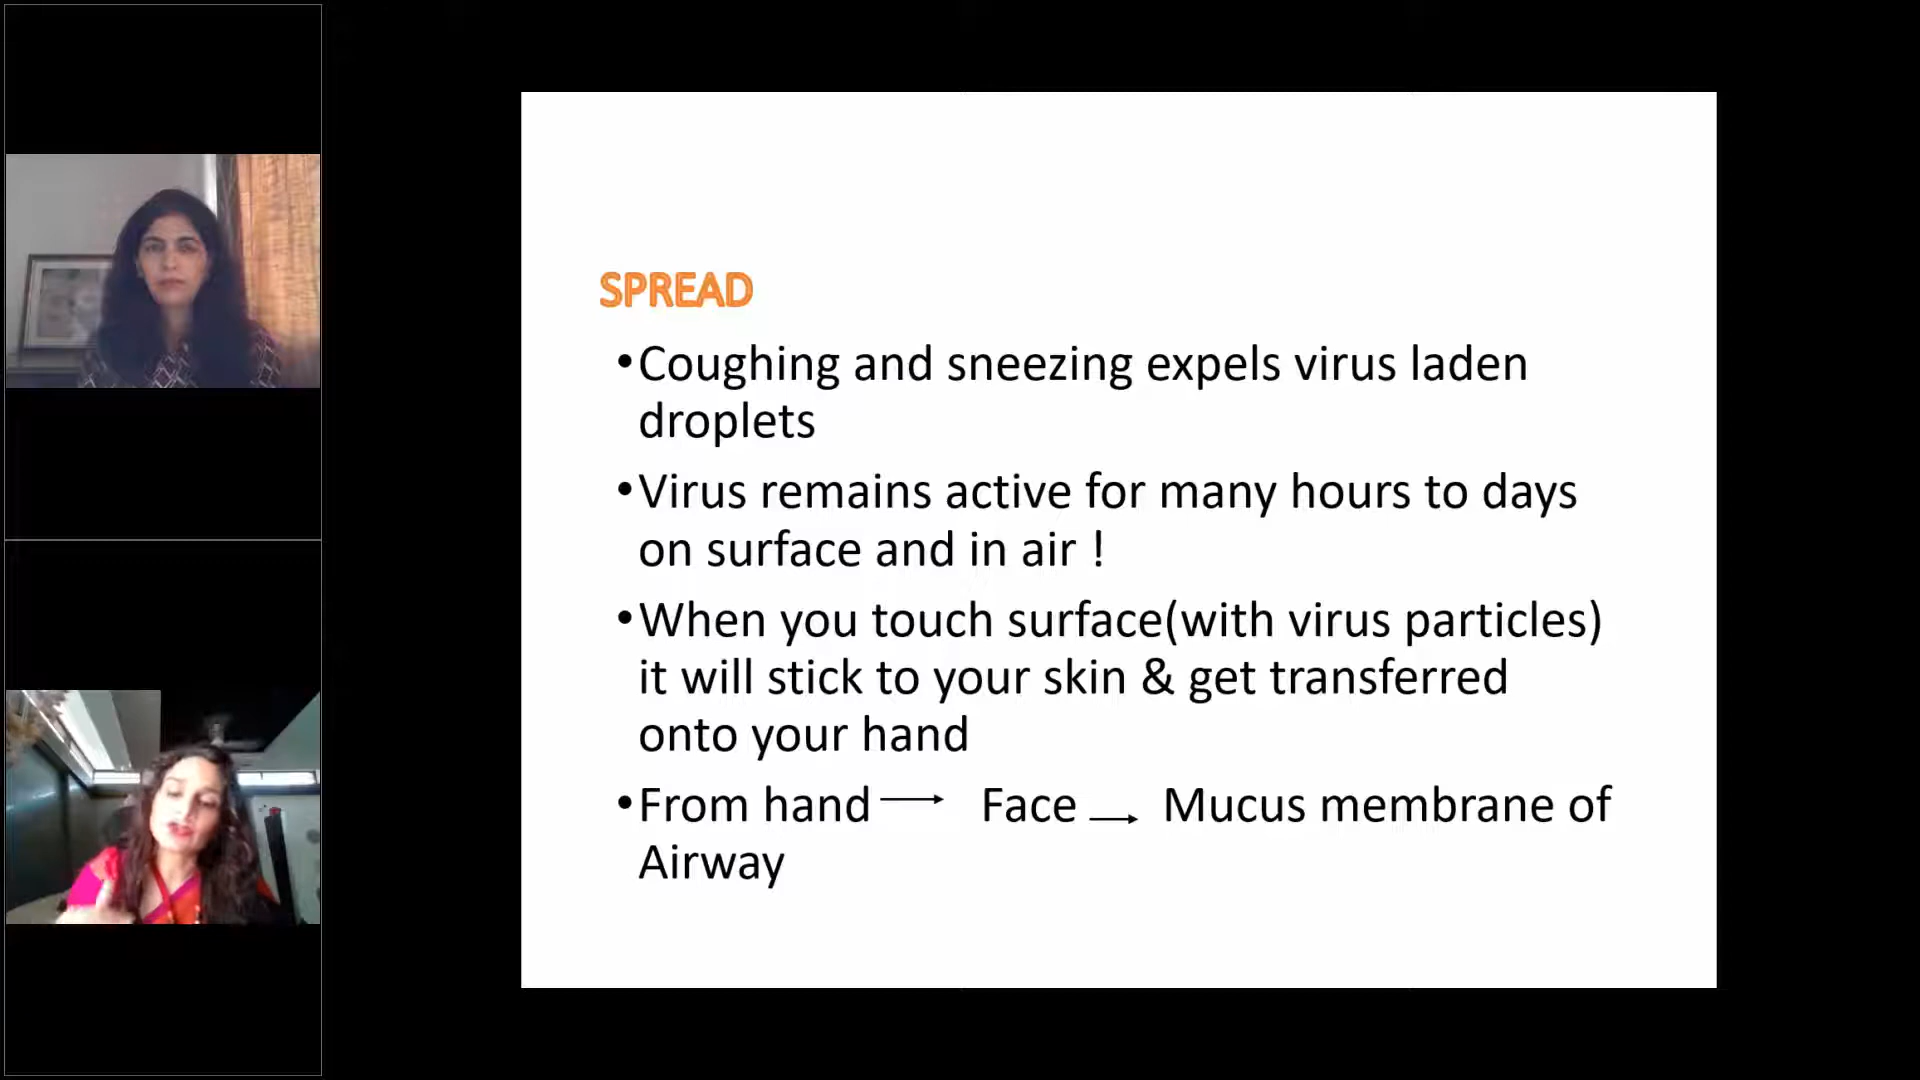 SPREAD
•Coughing and sneezing expels virus laden
droplets
•Virus remains active for many hours to days
on surface and in air !
•When you touch surface(with virus particles)
it will stick to your skin & get transferred
onto your hand
•From hand → Face → Mucus membrane of
Airway